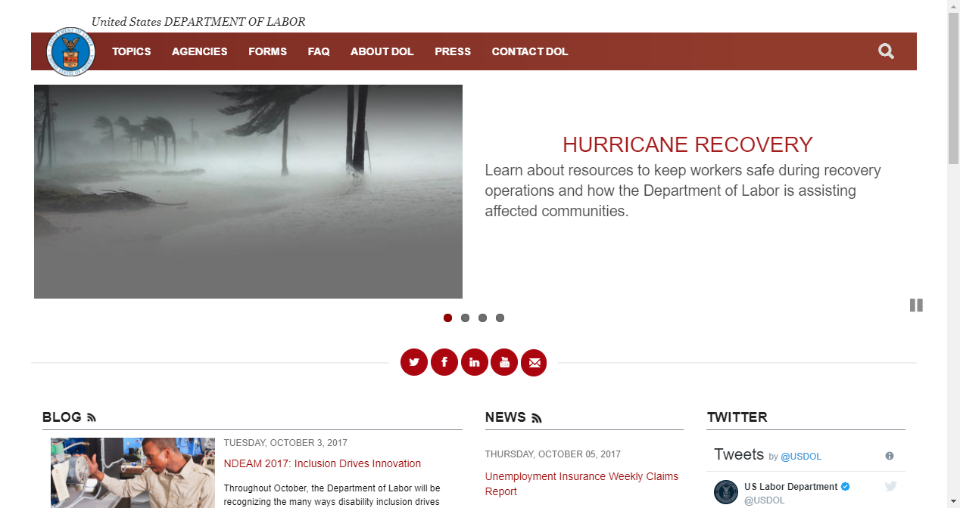 United States DEPARTMENT OF LABOR
TOPICS AGENCIES FORMS FAQ ABOUT DOL PRESS CONTACT DOL
HURRICANE RECOVERY
Learn about resources to keep workers safe during recovery
operations and how the Department of Labor is assisting
affected communities.
BLOG
TUESDAY, OCTOBER 3, 2017
NDEAM 2017: Inclusion Drives Innovation
Throughout October, the Department of Labor will be
recognizing the many ways disability inclusion drives
NEWS
THURSDAY, OCTOBER 05, 2017
Unemployment Insurance Weekly Claims
Report
TWITTER
Tweets by @USDOL
US Labor Department
@USDOL